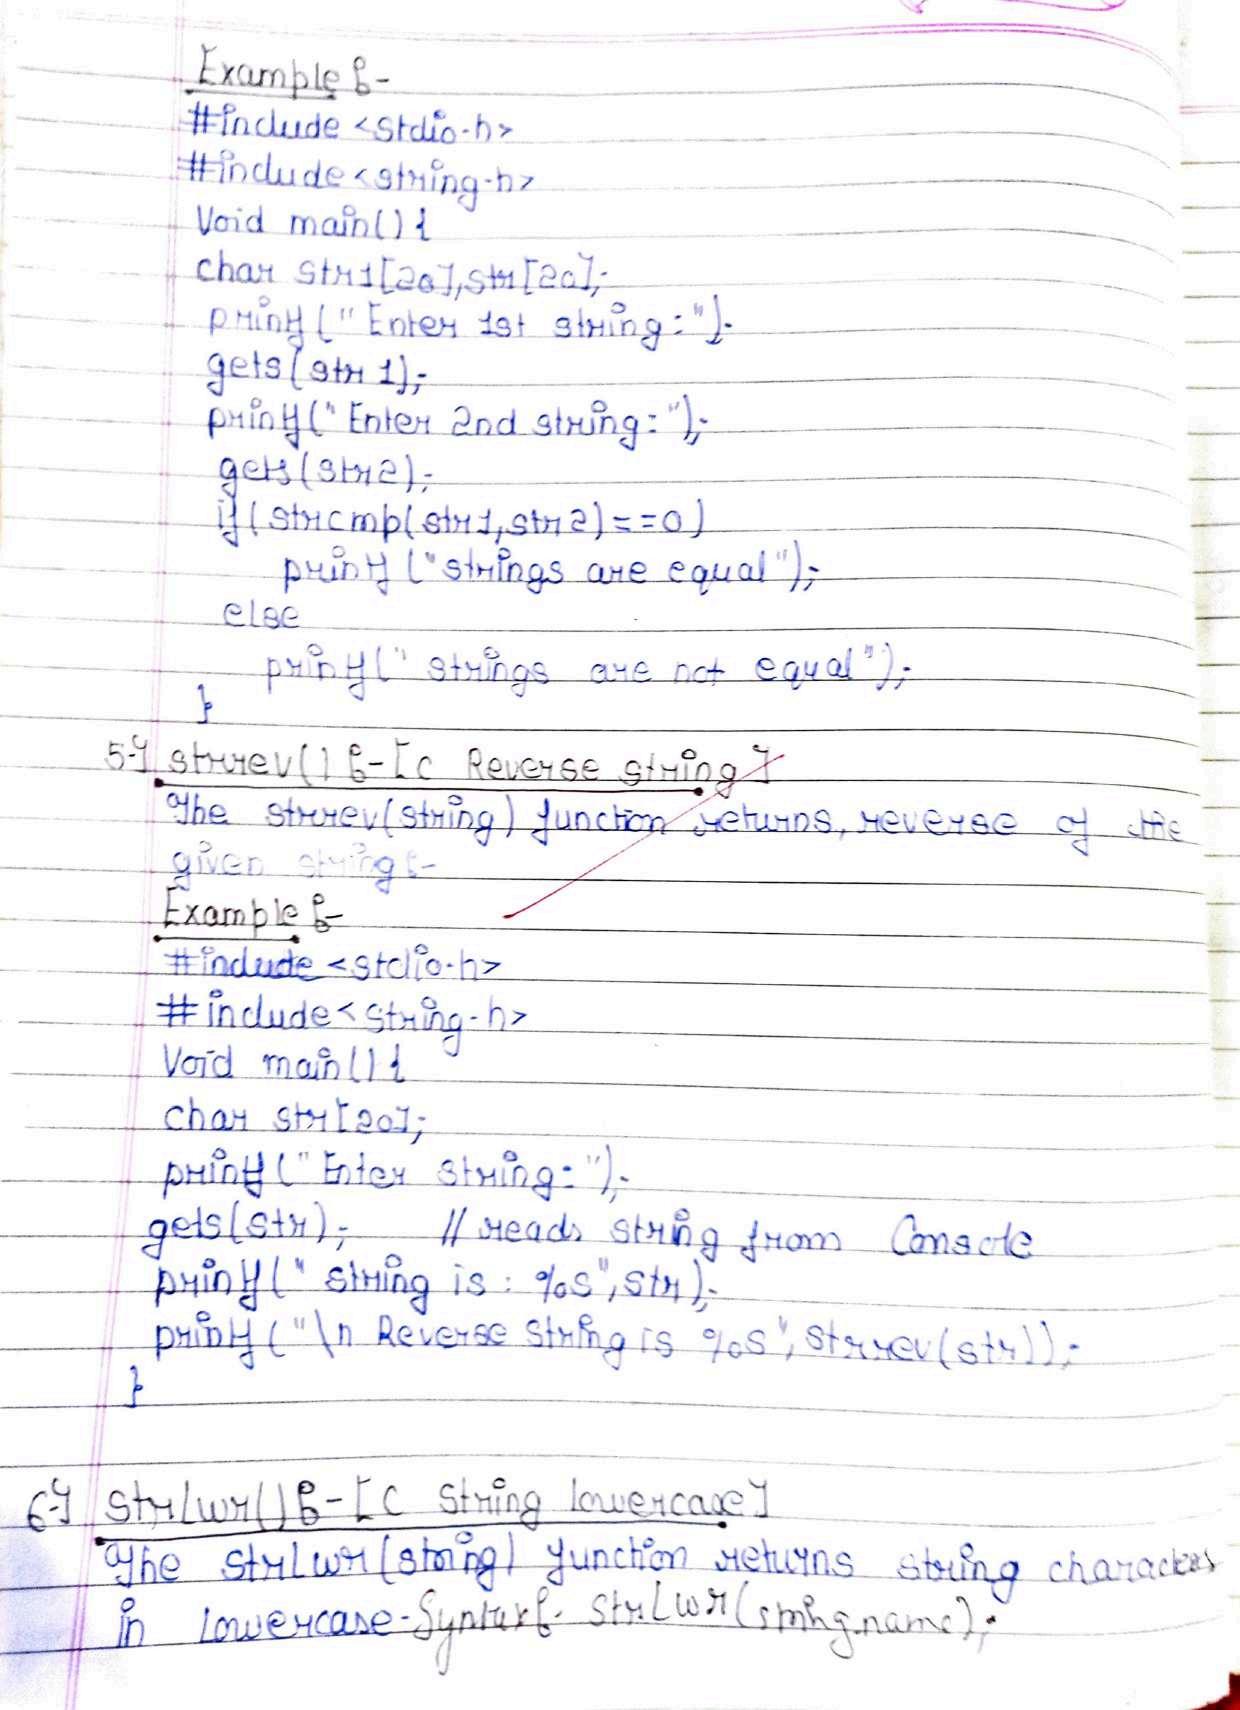 Example :-
#include <stdio.h>
#include <string.h>
Void main() {
char str1[20], str[20];
printf (" Enter 1st string: ");
gets (str 1);
printf (" Enter 2nd string: ");
gets (str2);
if (strcmp(str1, str2) = = 0)
printf ("strings are equal");
else
printf (" strings are not equal");
}
5.] strrev() :- [C Reverse string]
The strrev(string) function returns, reverse of the
given string :-
Example :-
#include <stdio.h>
#include <string.h>
Void main() {
char str[20];
printf (" Enter string: ");
gets (str); // reads string from Console
printf (" string is : %s", str);
printf ("\n Reverse string is %s", strrev(str));
}
6.] strlwr() :- [C String lowercase]
The strlwr(string) function returns string characters
in lowercase. Syntax :- strlwr(string.name);